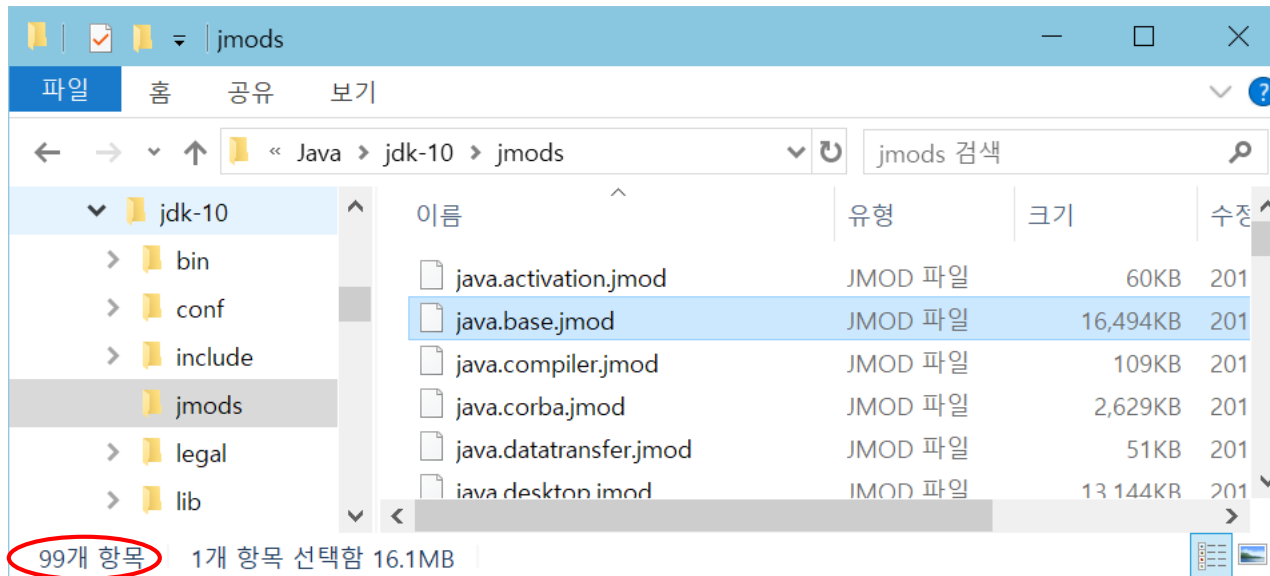 jmods
파일 홈 공유 보기
« Java > jdk-10 > jmods jmods 검색
jdk-10
bin
conf
include
jmods
legal
lib
이름 유형 크기 수정
java.activation.jmod JMOD 파일 60KB 201
java.base.jmod JMOD 파일 16,494KB 201
java.compiler.jmod JMOD 파일 109KB 201
java.corba.jmod JMOD 파일 2,629KB 201
java.datatransfer.jmod JMOD 파일 51KB 201
java.desktop.jmod JMOD 파일 13,144KB 201
99개 항목 1개 항목 선택함 16.1MB